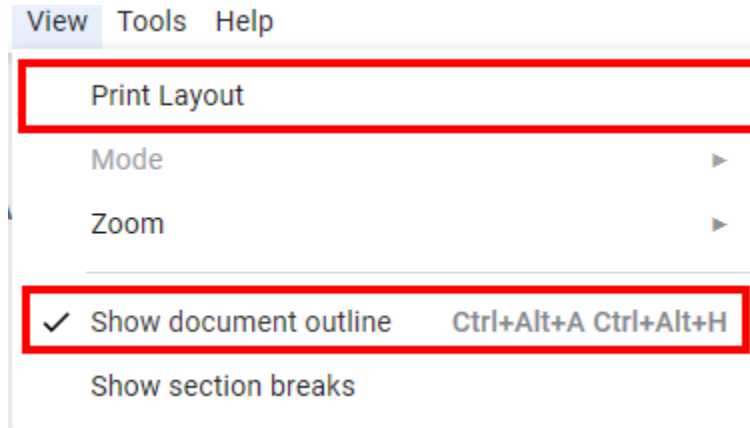 View Tools Help
Print Layout
Mode
Zoom
Show document outline Ctrl+Alt+A Ctrl+Alt+H
Show section breaks